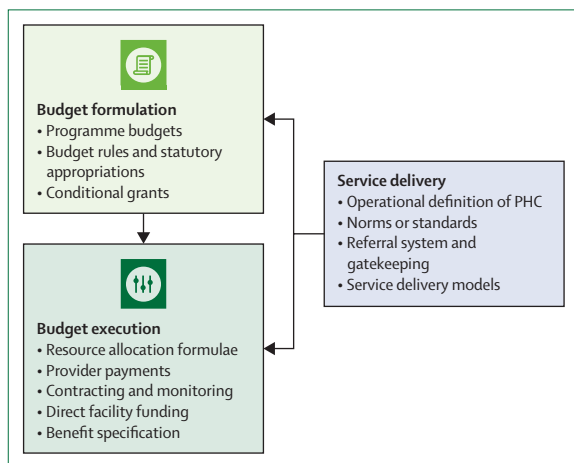 Budget formulation
• Programme budgets
• Budget rules and statutory
appropriations
• Conditional grants
Budget execution
• Resource allocation formulae
• Provider payments
• Contracting and monitoring
• Direct facility funding
• Benefit specification
Service delivery
• Operational definition of PHC
• Norms or standards
• Referral system and
gatekeeping
• Service delivery models